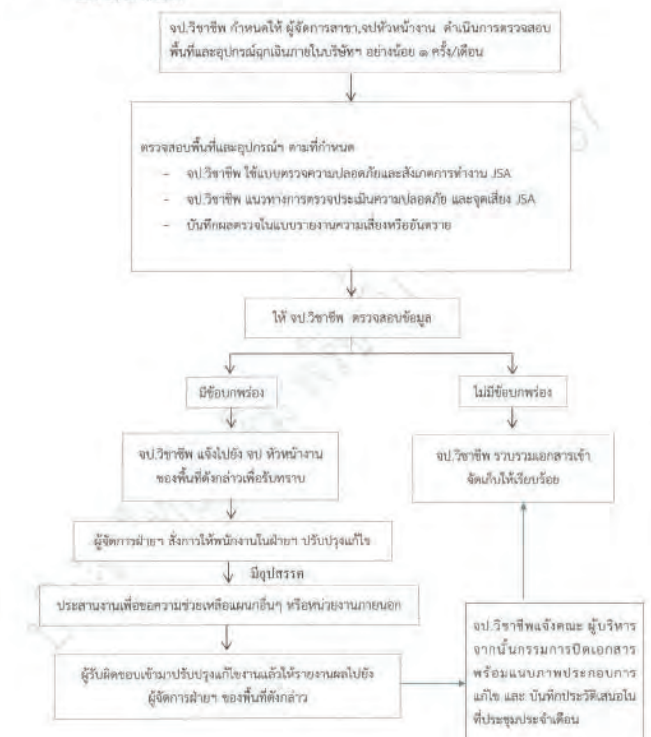 จป.วิชาชีพ กำหนดให้ ผู้จัดการสาขา,จปหัวหน้างาน ดำเนินการตรวจสอบ
พื้นที่และอุปกรณ์ฉุกเฉินภายในบริษัทฯ อย่างน้อย ๑ ครั้ง/เดือน
ตรวจสอบพื้นที่และอุปกรณ์ฯ ตามที่กำหนด
- จป.วิชาชีพ ใช้แบบตรวจความปลอดภัยและสังเกตการทำงาน JSA
- จป.วิชาชีพ แนวทางการตรวจประเมินความปลอดภัย และจุดเสี่ยง JSA
- บันทึกผลตรวจในแบบรายงานความเสี่ยงหรืออันตราย
ให้ จป.วิชาชีพ ตรวจสอบข้อมูล
มีข้อบกพร่อง
ไม่มีข้อบกพร่อง
จป.วิชาชีพ แจ้งไปยัง จป หัวหน้างาน
ของพื้นที่ดังกล่าวเพื่อรับทราบ
จป.วิชาชีพ รวบรวมเอกสารเข้า
จัดเก็บให้เรียบร้อย
ผู้จัดการฝ่ายฯ สั่งการให้พนักงานในฝ่ายฯ ปรับปรุงแก้ไข
มีอุปสรรค
ประสานงานเพื่อขอความช่วยเหลือแผนกอื่นๆ หรือหน่วยงานภายนอก
ผู้รับผิดชอบเข้ามาปรับปรุงแก้ไขงานแล้วให้รายงานผลไปยัง
ผู้จัดการฝ่ายฯ ของพื้นที่ดังกล่าว
จป.วิชาชีพแจ้งคณะ ผู้บริหาร
จากนั้นกรรมการปิดเอกสาร
พร้อมแนบภาพประกอบการ
แก้ไข และ บันทึกประวัติเสนอใน
ที่ประชุมประจำเดือน